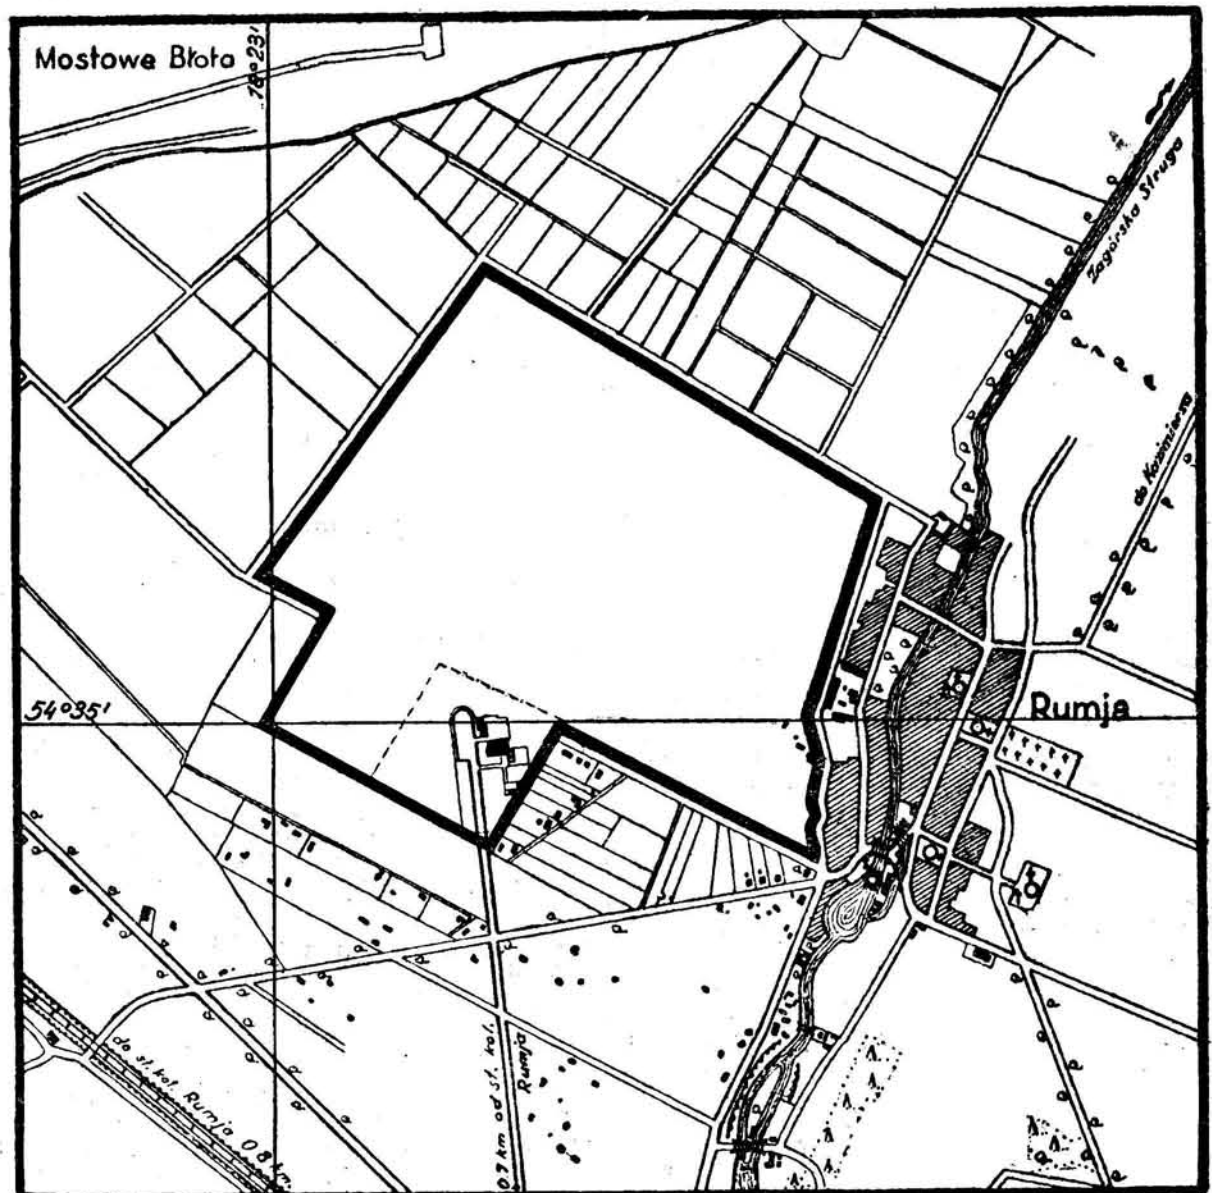 Mostowe Błota
18°23'
Zagórska Struga
do Kazimierza
54°35'
Rumja
0.7 km od st. kol.
Rumja
do st. kol. Rumja 0.8 km.